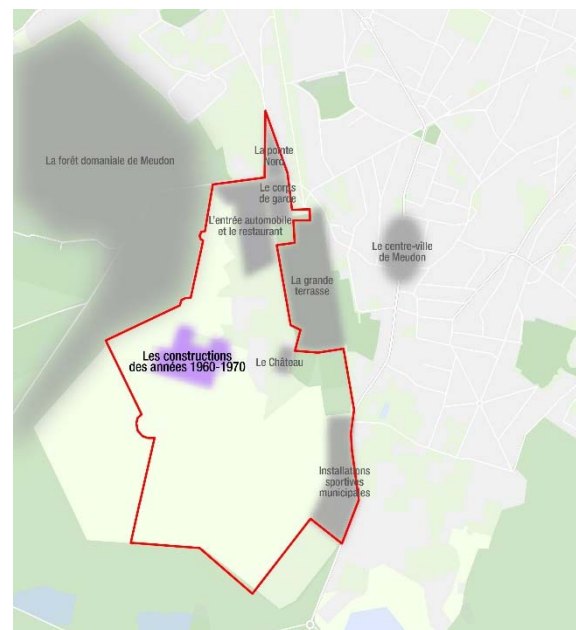 La pointe
Nord
La forêt domaniale de Meudon
Le corps
de garde
L'entrée automobile
et le restaurant
Le centre-ville
de Meudon
La grande
terrasse
Les constructions
des années 1960-1970
Le Château
Installations
sportives
municipales